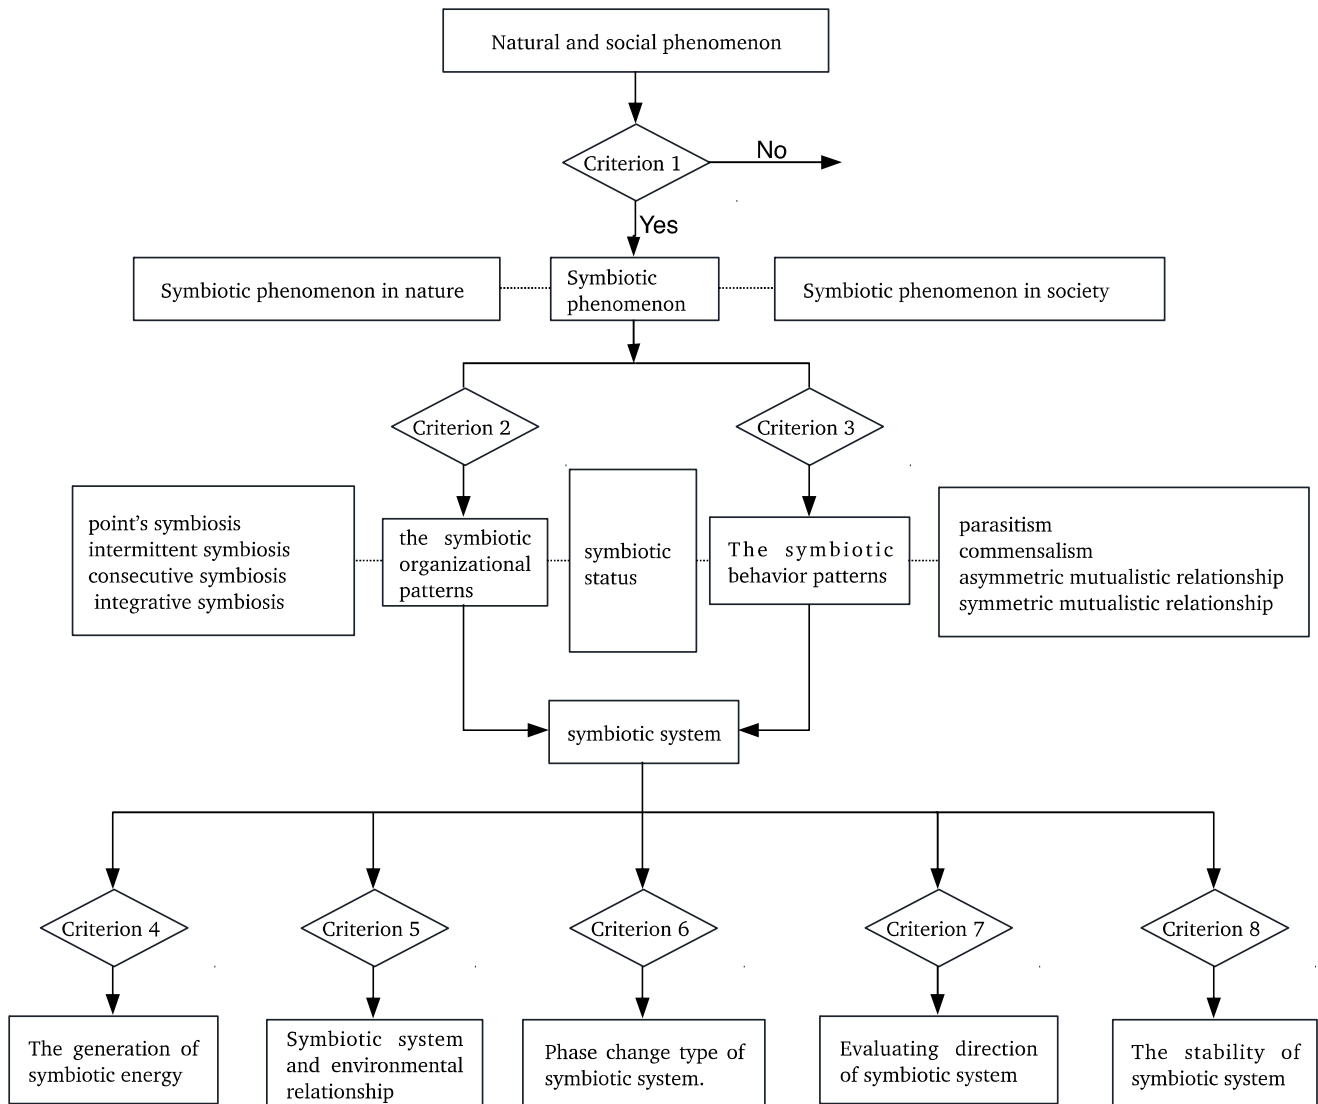 Natural and social phenomenon
Criterion 1
No
Yes
Symbiotic phenomenon in nature
Symbiotic
phenomenon
Symbiotic phenomenon in society
Criterion 2
Criterion 3
point's symbiosis
intermittent symbiosis
consecutive symbiosis
integrative symbiosis
the symbiotic
organizational
patterns
symbiotic
status
The symbiotic
behavior patterns
parasitism
commensalism
asymmetric mutualistic relationship
symmetric mutualistic relationship
symbiotic system
Criterion 4
Criterion 5
Criterion 6
Criterion 7
Criterion 8
The generation of
symbiotic energy
Symbiotic system
and environmental
relationship
Phase change type of
symbiotic system.
Evaluating direction
of symbiotic system
The stability of
symbiotic system